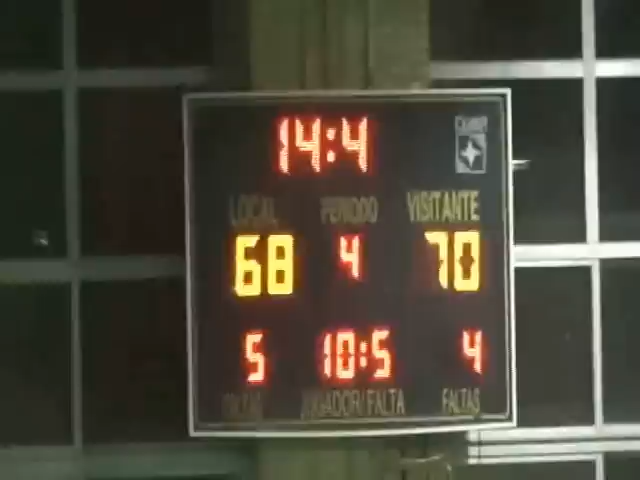 14:4
LOCAL PERIODO VISITANTE
68 4 70
5 10:5 4
FALTAS JUGADOR/FALTA FALTAS